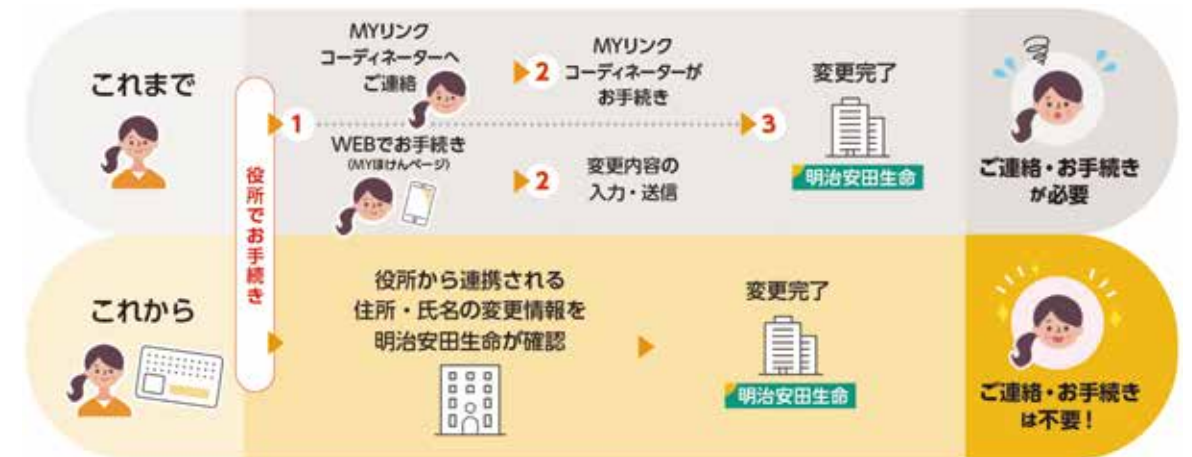 これまで
役所でお手続き
1
MYリンク
コーディネーターへ
ご連絡
2
MYリンク
コーディネーターが
お手続き
WEBでお手続き
(MYほけんページ)
2
変更内容の
入力・送信
3
変更完了
明治安田生命
ご連絡・お手続き
が必要
これから
役所から連携される
住所・氏名の変更情報を
明治安田生命が確認
変更完了
明治安田生命
ご連絡・お手続き
は不要!